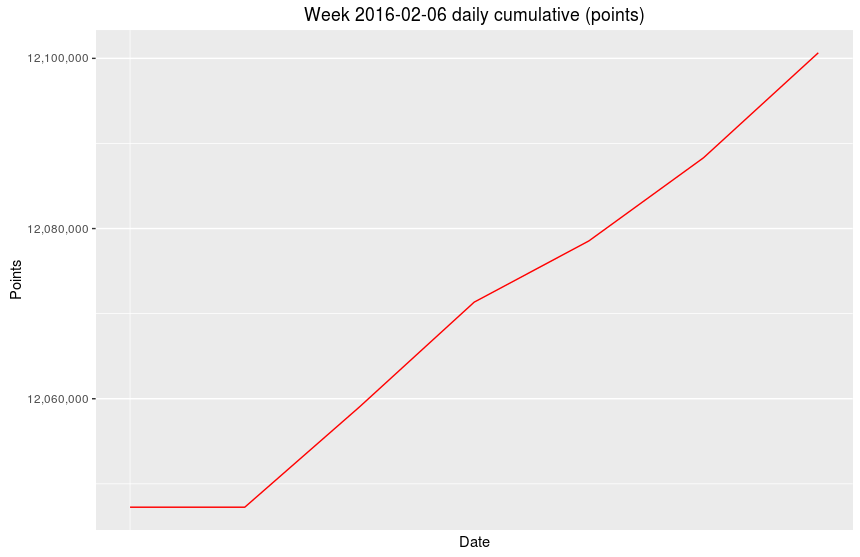 Week 2016-02-06 daily cumulative (points)
12,100,000
12,080,000
12,060,000
Points
Date